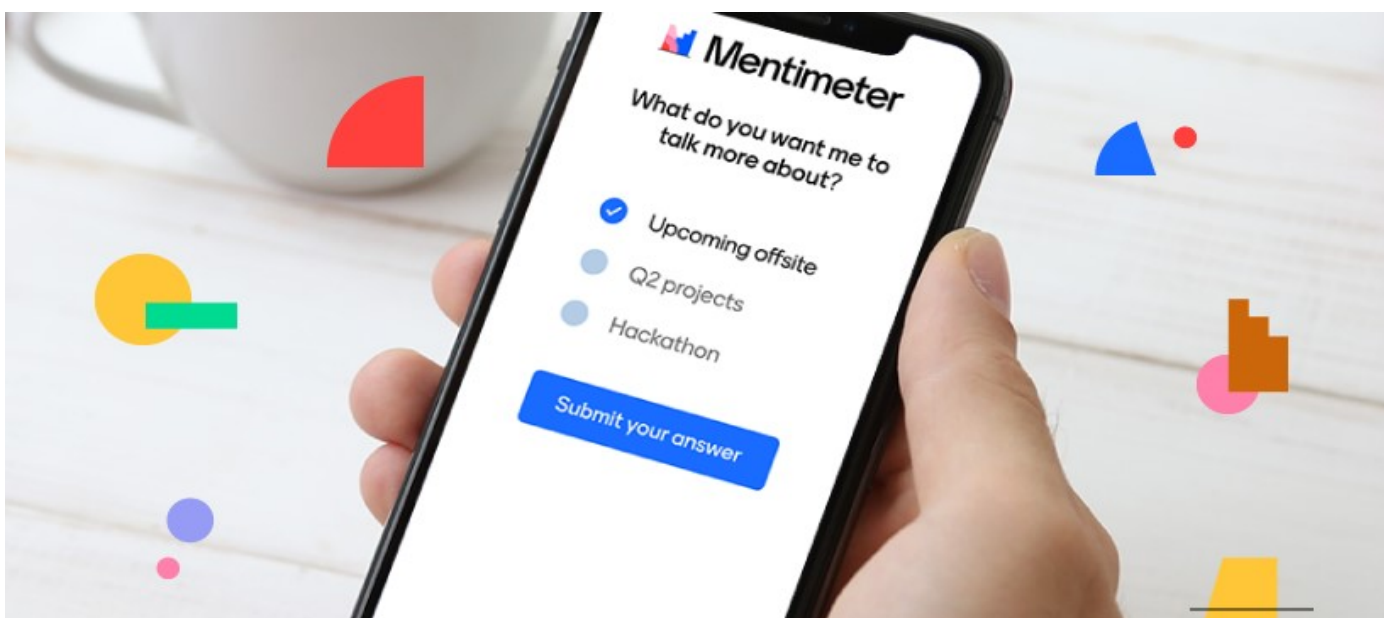 Mentimeter
What do you want me to
talk more about?
Upcoming offsite
Q2 projects
Hackathon
Submit your answer